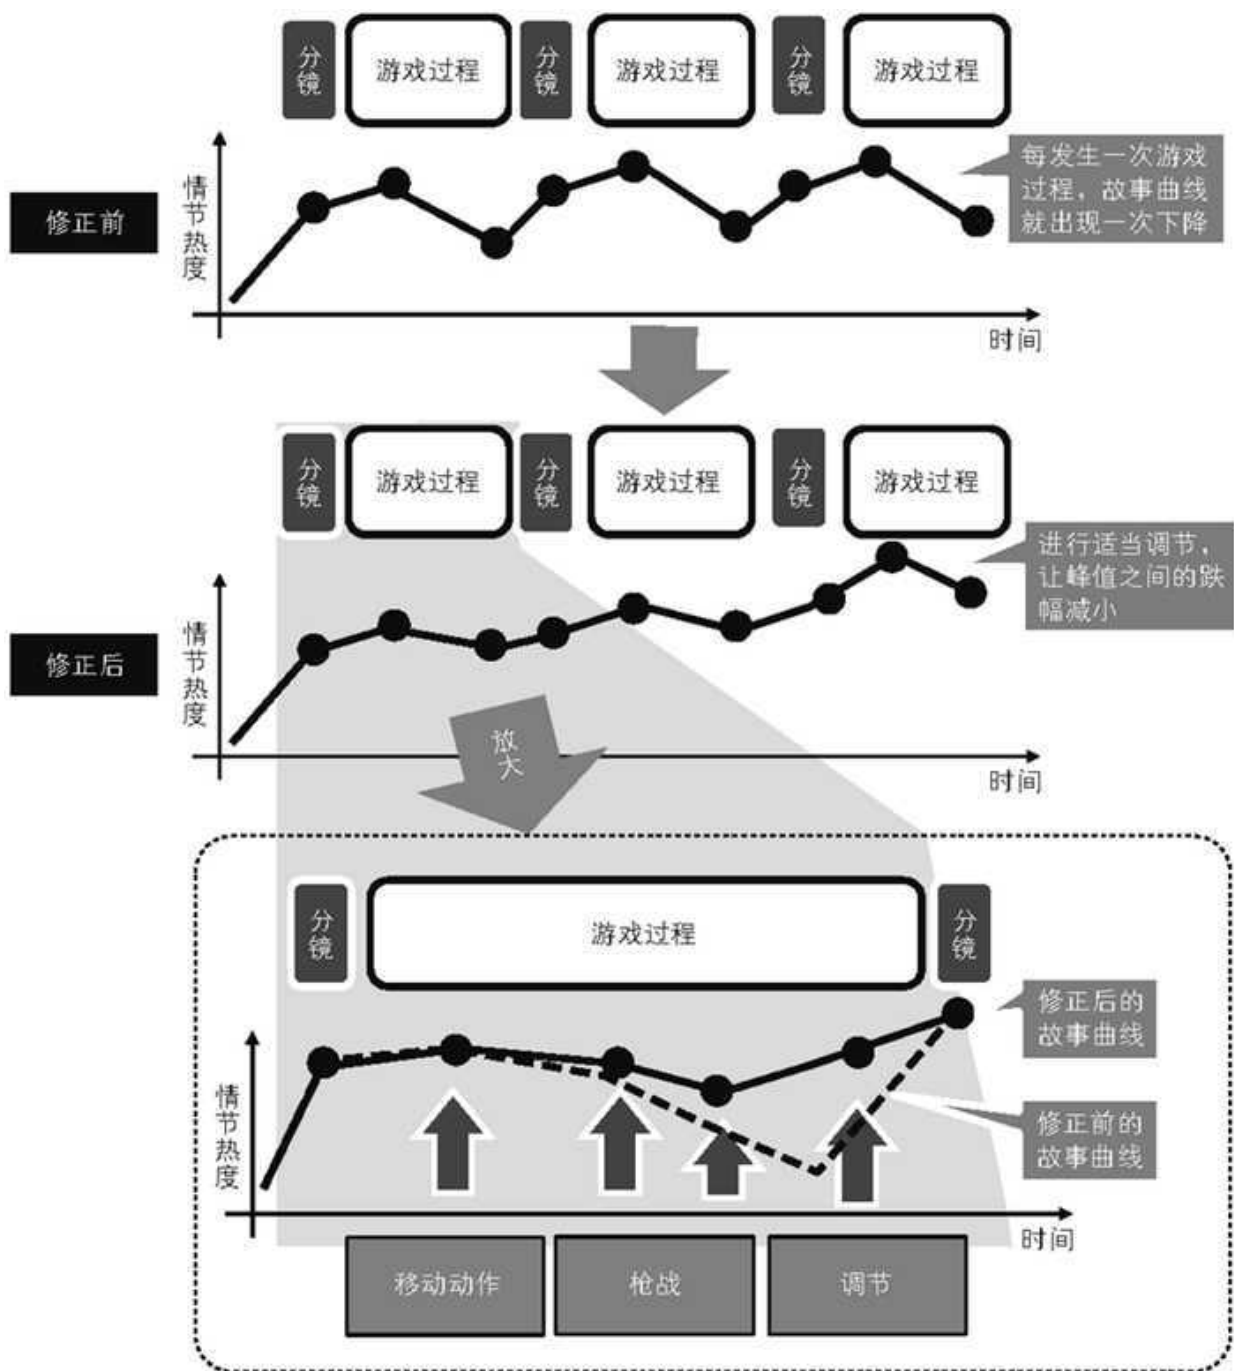 分镜
游戏过程
分镜
游戏过程
分镜
游戏过程
修正前
情节热度
每发生一次游戏
过程，故事曲线
就出现一次下降
时间
分镜
游戏过程
分镜
游戏过程
分镜
游戏过程
修正后
情节热度
进行适当调节，
让峰值之间的跌
幅减小
时间
放大
分镜
游戏过程
分镜
情节热度
修正后的
故事曲线
修正前的
故事曲线
时间
移动动作
枪战
调节